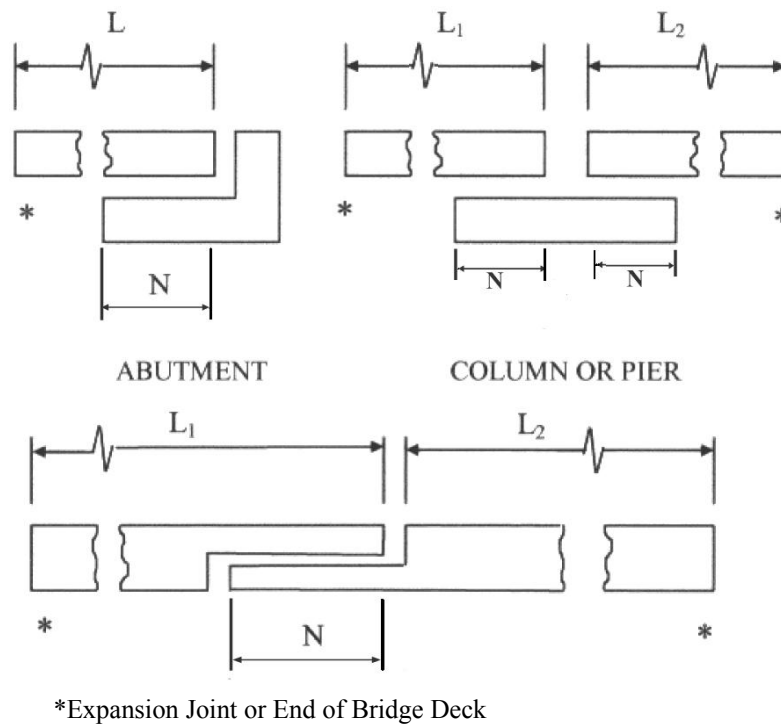 L L₁ L₂
* * *
N N N
ABUTMENT COLUMN OR PIER
L₁ L₂
* N *
*Expansion Joint or End of Bridge Deck